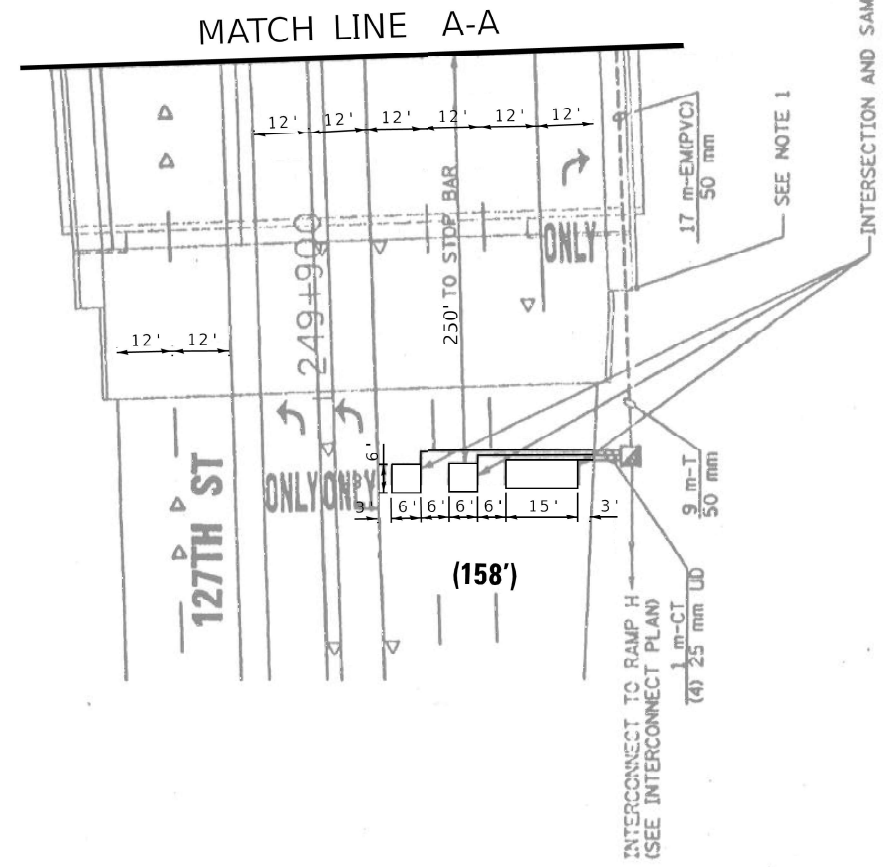 MATCH LINE A-A
12' 12' 12' 12' 12' 12'
17 m-EM(PVC)
50 mm
SEE NOTE 1
INTERSECTION AND SAM
ONLY
249+900
250' TO STOP BAR
12' 12'
6'
ONLY ONLY
3' 6' 6' 6' 6' 15' 3'
9 m-T
50 mm
127TH ST
(158')
1 m-CT
(4) 25 mm UD
INTERCONNECT TO RAMP H
(SEE INTERCONNECT PLAN)